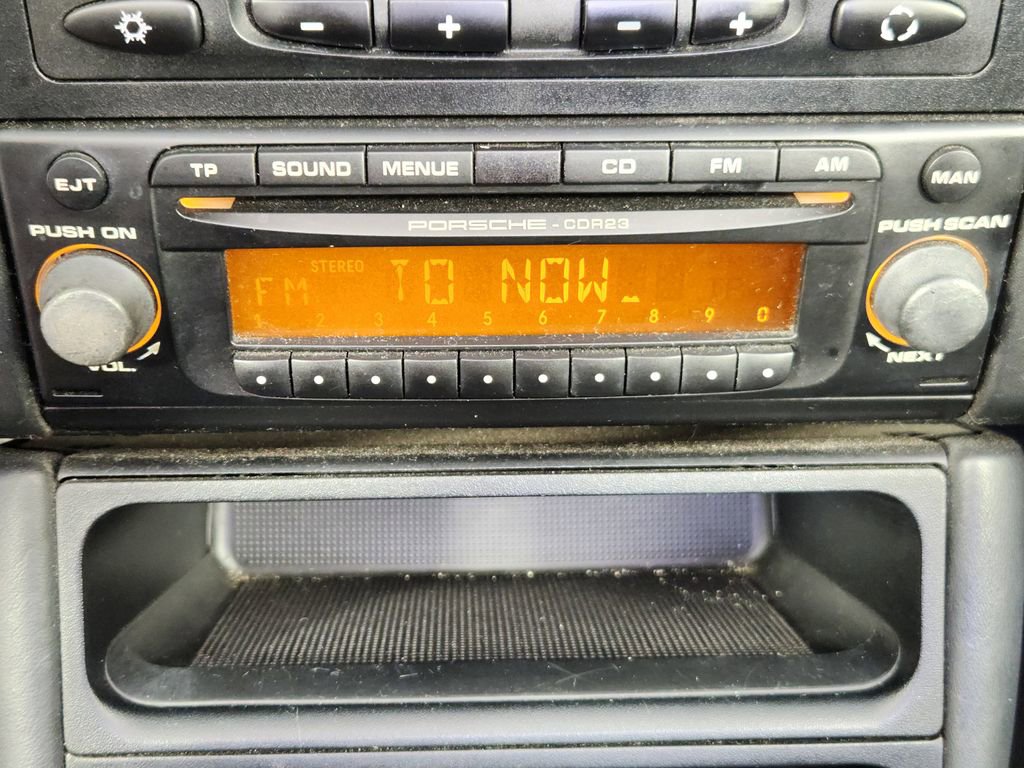 - + - +
TP SOUND MENUE CD FM AM
EJT MAN
PUSH ON PUSH SCAN
PORSCHE - CDR23
STEREO
FM TO NOW_
1 2 3 4 5 6 7 8 9 0
VOL. NEXT